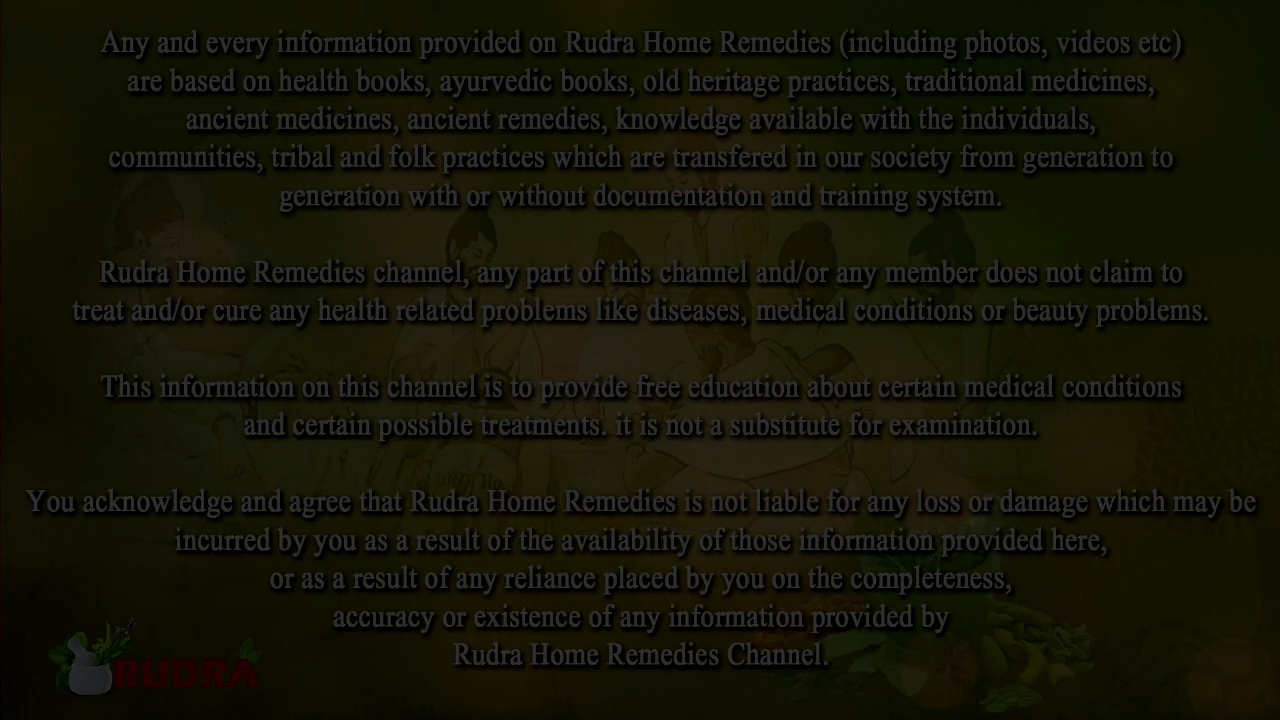 Any and every information provided on Rudra Home Remedies (including photos, videos etc)
are based on health books, ayurvedic books, old heritage practices, traditional medicines,
ancient medicines, ancient remedies, knowledge available with the individuals,
communities, tribal and folk practices which are transfered in our society from generation to
generation with or without documentation and training system.
Rudra Home Remedies channel, any part of this channel and/or any member does not claim to
treat and/or cure any health related problems like diseases, medical conditions or beauty problems.
This information on this channel is to provide free education about certain medical conditions
and certain possible treatments. it is not a substitute for examination.
You acknowledge and agree that Rudra Home Remedies is not liable for any loss or damage which may be
incurred by you as a result of the availability of those information provided here,
or as a result of any reliance placed by you on the completeness,
accuracy or existence of any information provided by
Rudra Home Remedies Channel.
RUDRA